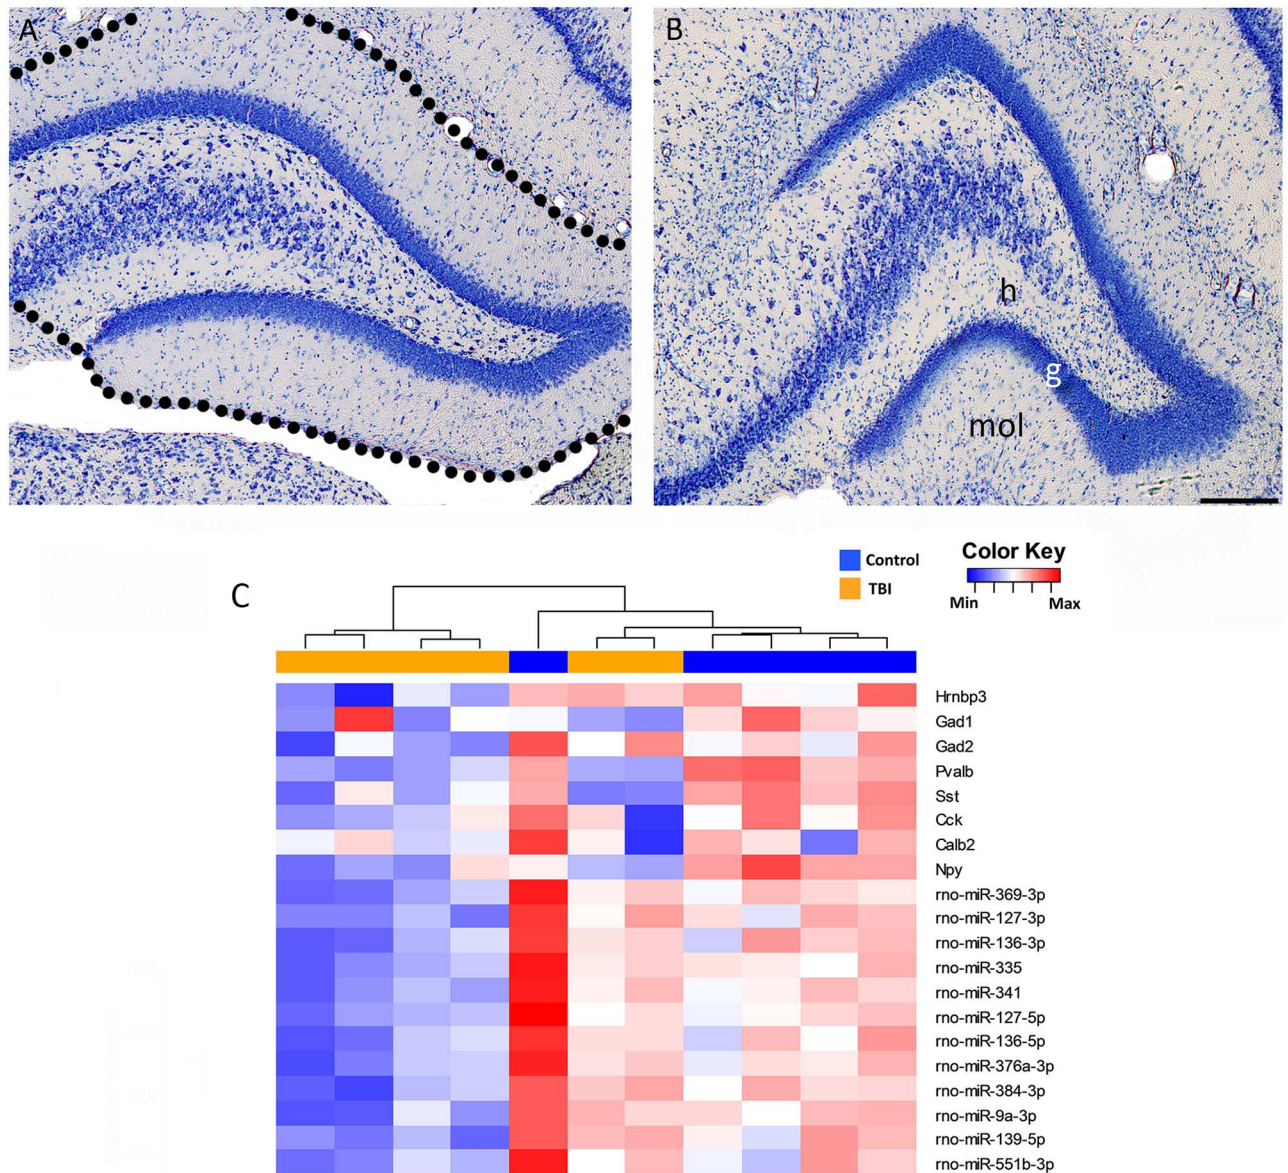 A
B
h
g
mol
C
Control
TBI
Color Key
Min Max
Hrnbp3
Gad1
Gad2
Pvalb
Sst
Cck
Calb2
Npy
rno-miR-369-3p
rno-miR-127-3p
rno-miR-136-3p
rno-miR-335
rno-miR-341
rno-miR-127-5p
rno-miR-136-5p
rno-miR-376a-3p
rno-miR-384-3p
rno-miR-9a-3p
rno-miR-139-5p
rno-miR-551b-3p